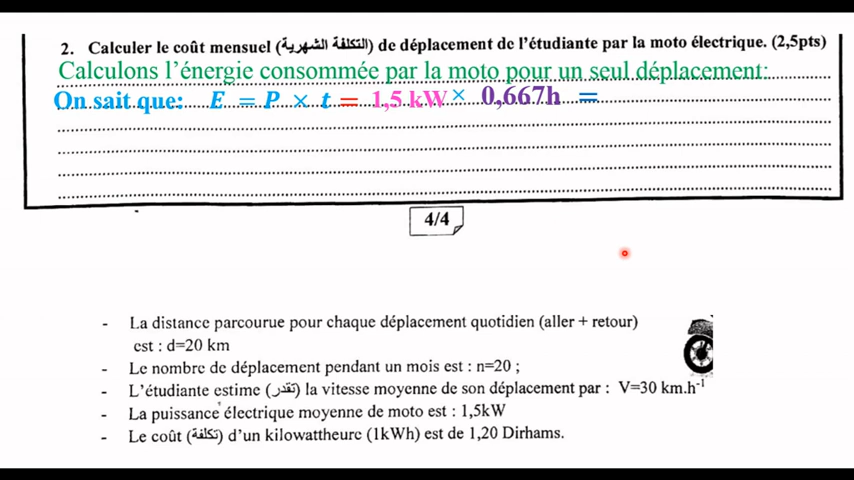 2. Calculer le coût mensuel (التكلفة الشهرية) de déplacement de l'étudiante par la moto électrique. (2,5pts)
Calculons l'énergie consommée par la moto pour un seul déplacement:
On sait que: E = P × t = 1,5 kW × 0,667h =
4/4
- La distance parcourue pour chaque déplacement quotidien (aller + retour)
est : d=20 km
- Le nombre de déplacement pendant un mois est : n=20 ;
- L'étudiante estime (تقدر) la vitesse moyenne de son déplacement par : V=30 km.h⁻¹
- La puissance électrique moyenne de moto est : 1,5kW
- Le coût (تكلفة) d'un kilowattheure (1kWh) est de 1,20 Dirhams.